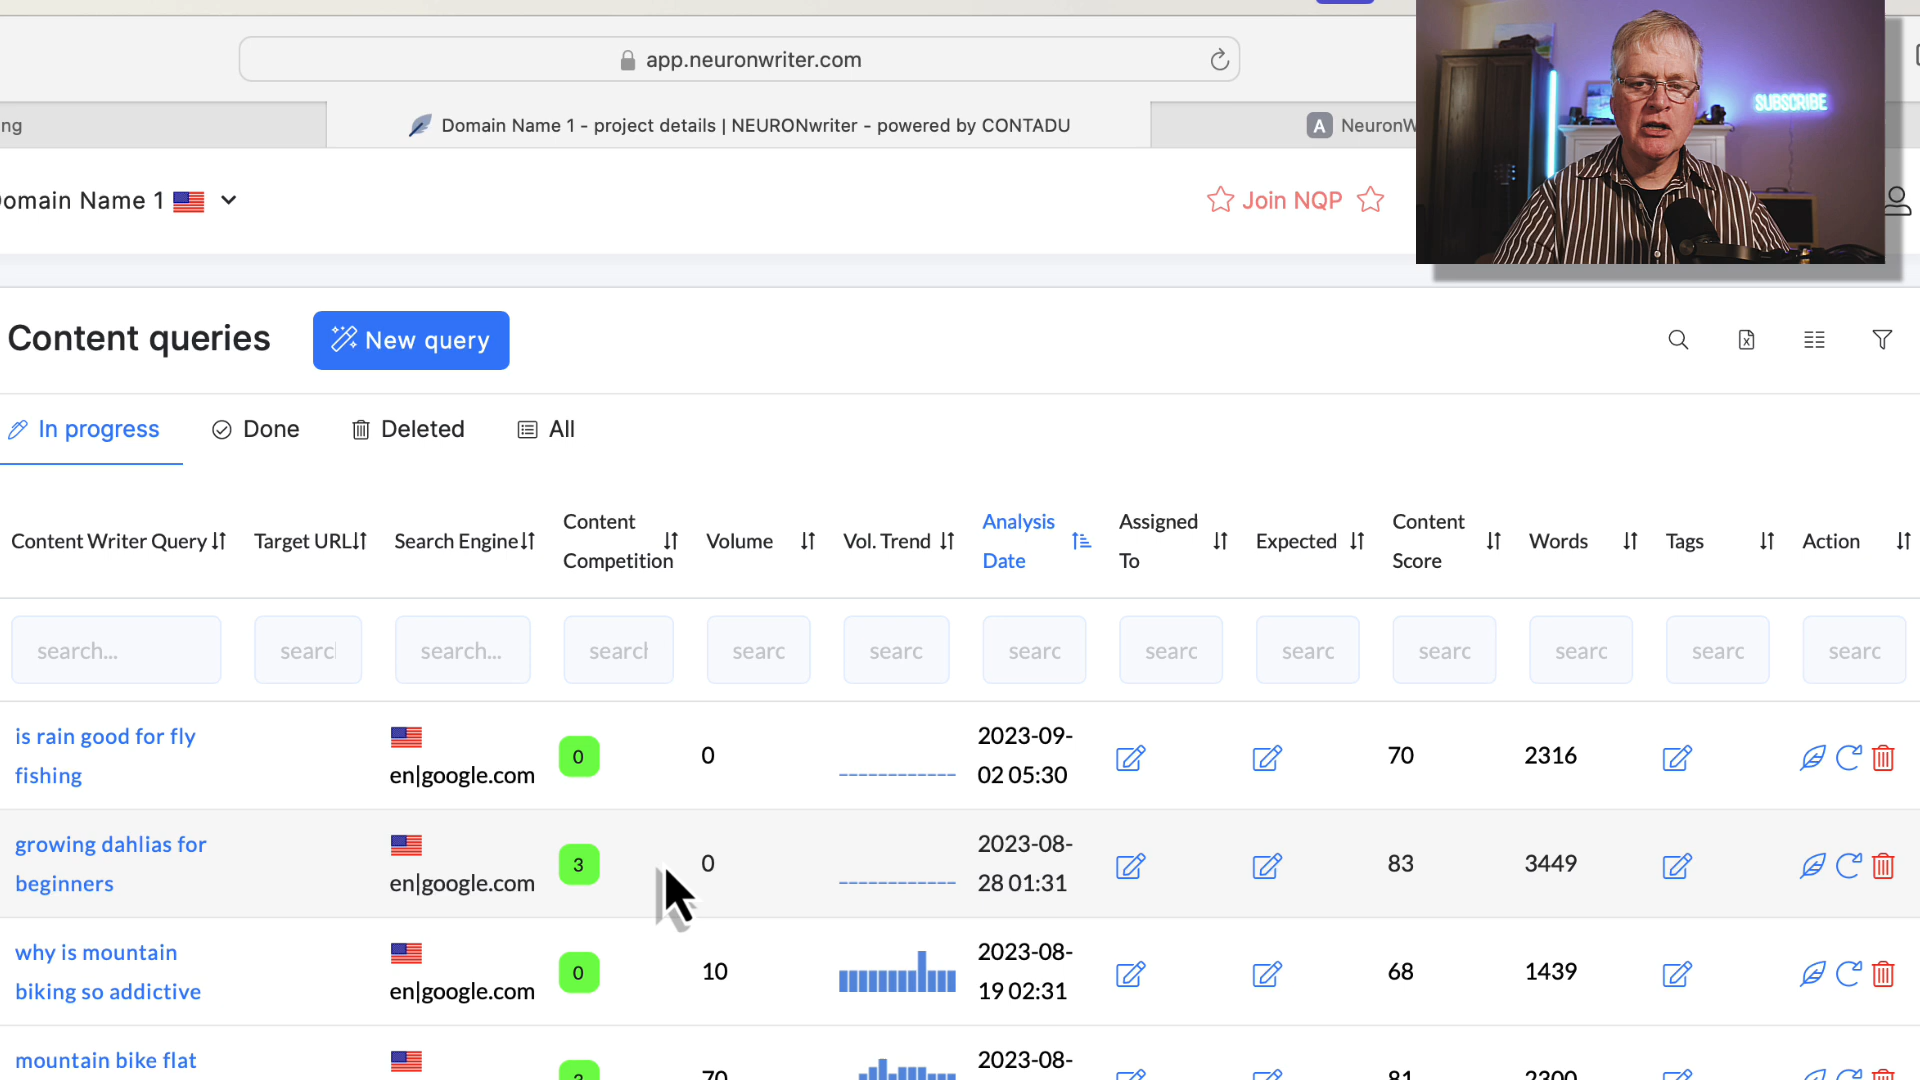 app.neuronwriter.com
ng
Domain Name 1 - project details | NEURONwriter - powered by CONTADU
A NeuronW
omain Name 1
Join NQP
SUBSCRIBE
Content queries
New query
In progress
Done
Deleted
All
Content Writer Query
Target URL
Search Engine
Content
Competition
Volume
Vol. Trend
Analysis
Date
Assigned
To
Expected
Content
Score
Words
Tags
Action
search...
searcl
search...
search
searc
searc
searc
searc
searc
searc
searc
searc
searc
is rain good for fly
fishing
en|google.com
0
0
2023-09-
02 05:30
70
2316
growing dahlias for
beginners
en|google.com
3
0
2023-08-
28 01:31
83
3449
why is mountain
biking so addictive
en|google.com
0
10
2023-08-
19 02:31
68
1439
mountain bike flat
70
2023-08-
81
2300